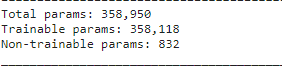 Total params: 358,950
Trainable params: 358,118
Non-trainable params: 832